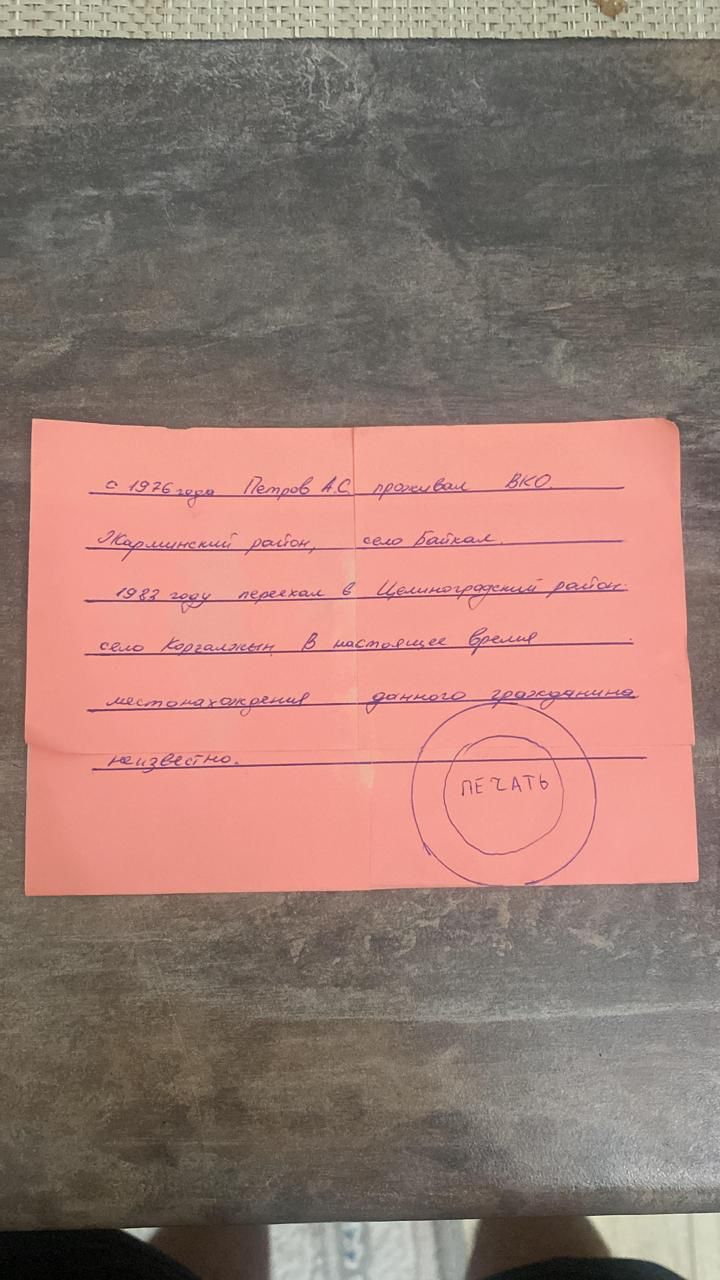 с 1976 года Петров А.С. проживал ВКО.
Жарминский район, село Байкал.
1982 году переехал в Целиноградский район.
село Коргалжын. В настоящее время
местонахождения данного гражданина
неизвестно.
ПЕЧАТЬ